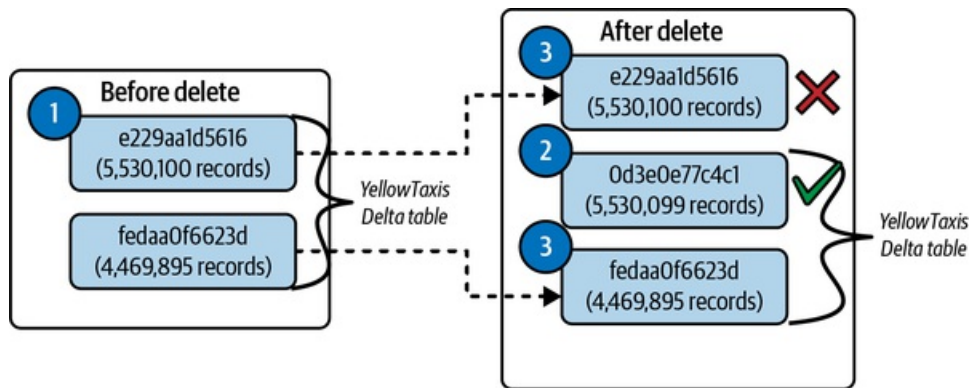 Before delete
1
e229aa1d5616
(5,530,100 records)
fedaa0f6623d
(4,469,895 records)
YellowTaxis
Delta table
After delete
3
e229aa1d5616
(5,530,100 records)
2
0d3e0e77c4c1
(5,530,099 records)
3
fedaa0f6623d
(4,469,895 records)
YellowTaxis
Delta table